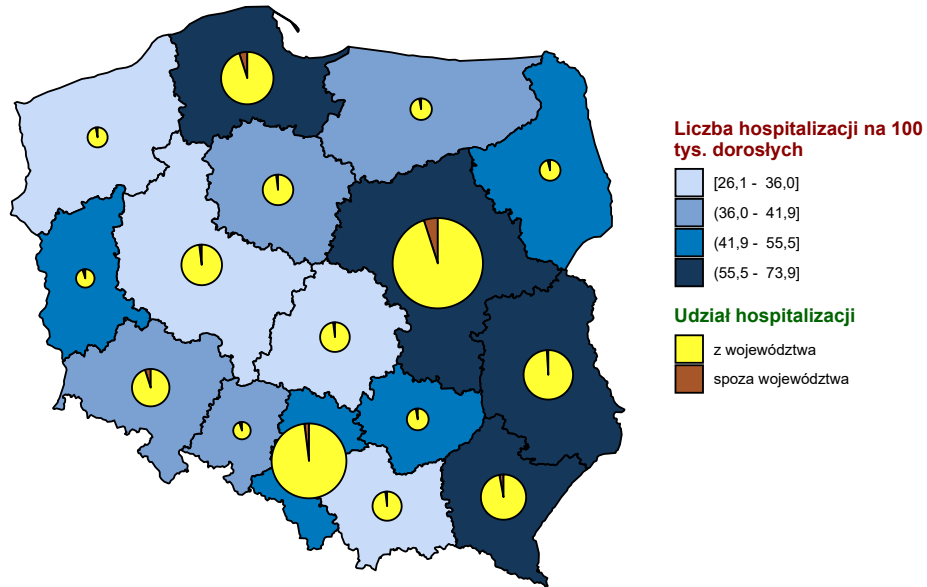 Liczba hospitalizacji na 100
tys. dorosłych
[26,1 - 36,0]
(36,0 - 41,9]
(41,9 - 55,5]
(55,5 - 73,9]
Udział hospitalizacji
z województwa
spoza województwa